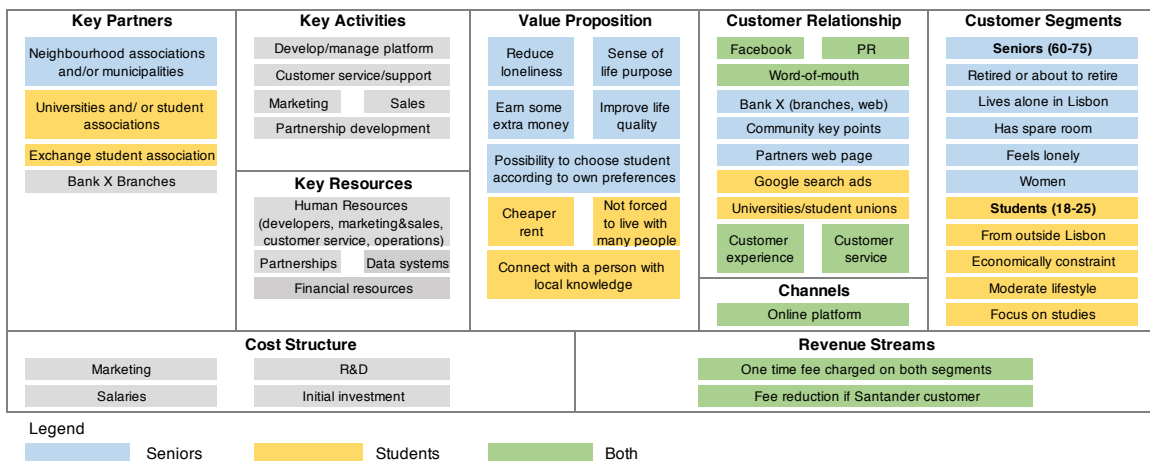 Key Partners
Neighbourhood associations
and/or municipalities
Universities and/ or student
associations
Exchange student association
Bank X Branches
Key Activities
Develop/manage platform
Customer service/support
Marketing
Sales
Partnership development
Key Resources
Human Resources
(developers, marketing&sales,
customer service, operations)
Partnerships
Data systems
Financial resources
Value Proposition
Reduce
loneliness
Sense of
life purpose
Earn some
extra money
Improve life
quality
Possibility to choose student
according to own preferences
Cheaper
rent
Not forced
to live with
many people
Connect with a person with
local knowledge
Customer Relationship
Facebook
PR
Word-of-mouth
Bank X (branches, web)
Community key points
Partners web page
Google search ads
Universities/student unions
Customer
experience
Customer
service
Channels
Online platform
Customer Segments
Seniors (60-75)
Retired or about to retire
Lives alone in Lisbon
Has spare room
Feels lonely
Women
Students (18-25)
From outside Lisbon
Economically constraint
Moderate lifestyle
Focus on studies
Cost Structure
Marketing
R&D
Salaries
Initial investment
Revenue Streams
One time fee charged on both segments
Fee reduction if Santander customer
Legend
Seniors
Students
Both